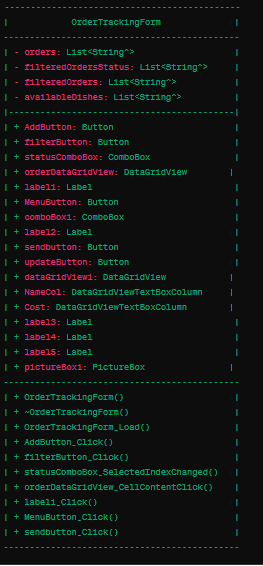 -----------------------------------------
|           OrderTrackingForm            |
-----------------------------------------
| - orders: List<String^>                |
| - filteredOrdersStatus: List<String^>  |
| - filteredOrders: List<String^>        |
| - availableDishes: List<String^>       |
|----------------------------------------|
| + AddButton: Button                    |
| + filterButton: Button                 |
| + statusComboBox: ComboBox             |
| + orderDataGridView: DataGridView      |
| + label1: Label                        |
| + MenuButton: Button                   |
| + comboBox1: ComboBox                  |
| + label2: Label                        |
| + sendbutton: Button                   |
| + updateButton: Button                 |
| + dataGridView1: DataGridView          |
| + NameCol: DataGridViewTextBoxColumn   |
| + Cost: DataGridViewTextBoxColumn      |
| + label3: Label                        |
| + label4: Label                        |
| + label5: Label                        |
| + pictureBox1: PictureBox              |
-----------------------------------------
| + OrderTrackingForm()                  |
| + ~OrderTrackingForm()                 |
| + OrderTrackingForm_Load()             |
| + AddButton_Click()                    |
| + filterButton_Click()                 |
| + statusComboBox_SelectedIndexChanged() |
| + orderDataGridView_CellContentClick() |
| + label1_Click()                       |
| + MenuButton_Click()                   |
| + sendbutton_Click()                   |
-----------------------------------------